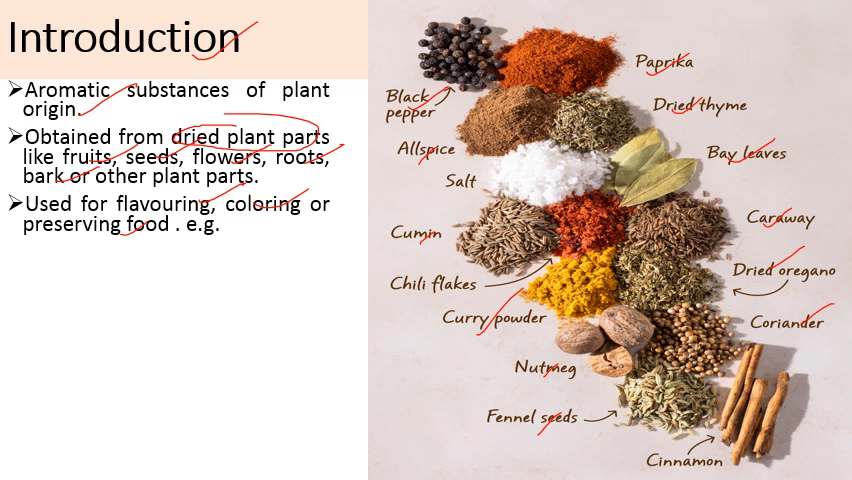 Introduction
➢Aromatic substances of plant
origin.
➢Obtained from dried plant parts
like fruits, seeds, flowers, roots,
bark or other plant parts.
➢Used for flavouring, coloring or
preserving food . e.g.
Paprika
Black
pepper
Dried thyme
Allspice
Bay leaves
Salt
Caraway
Cumin
Dried oregano
Chili flakes
Curry powder
Coriander
Nutmeg
Fennel seeds
Cinnamon